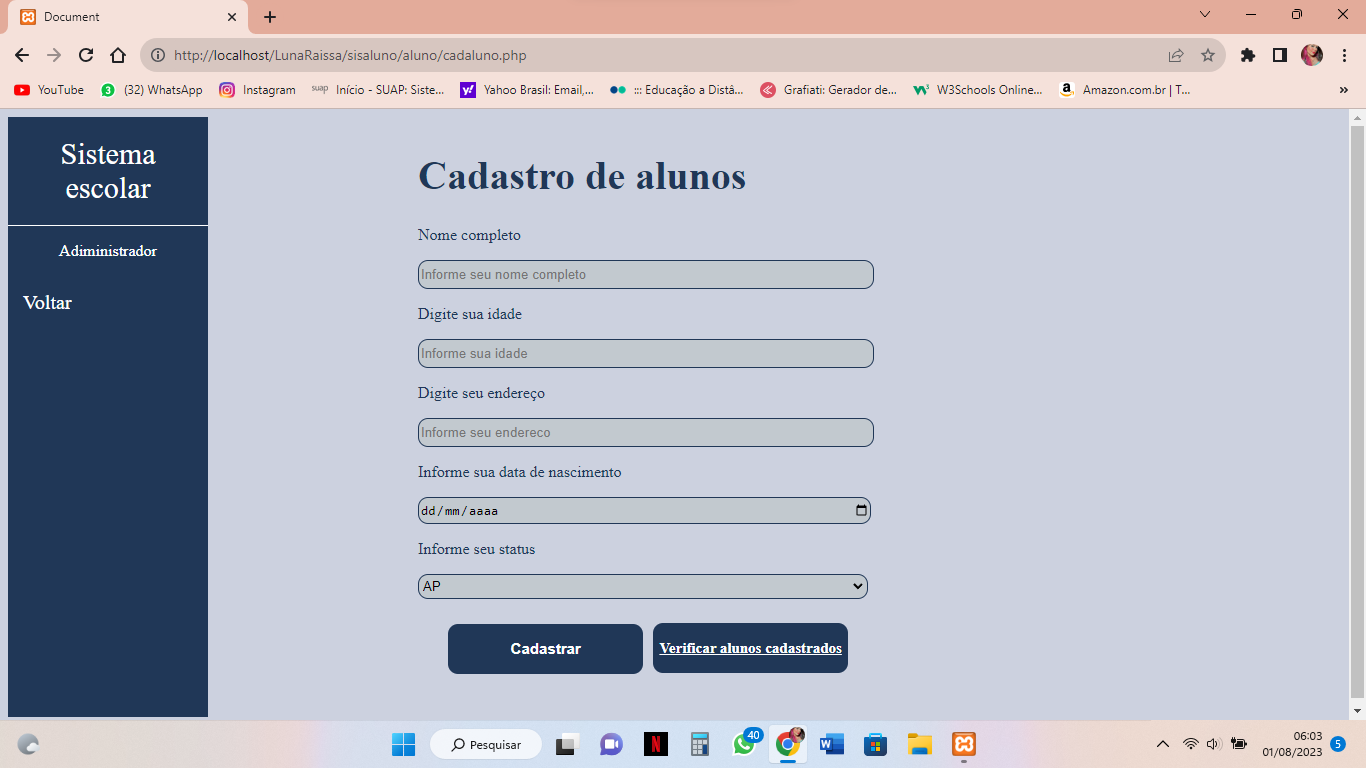 Document
http://localhost/LunaRaissa/sisaluno/aluno/cadaluno.php
YouTube
3
(32) WhatsApp
Instagram
suap
Início - SUAP: Siste...
Yahoo Brasil: Email,...
::: Educação a Distâ...
Grafiati: Gerador de...
W3Schools Online...
Amazon.com.br | T...
»
Sistema
escolar
Adiministrador
Voltar
Cadastro de alunos
Nome completo
Informe seu nome completo
Digite sua idade
Informe sua idade
Digite seu endereço
Informe seu endereco
Informe sua data de nascimento
dd/mm/aaaa
Informe seu status
AP
Cadastrar
Verificar alunos cadastrados
Pesquisar
40
06:03
01/08/2023
5